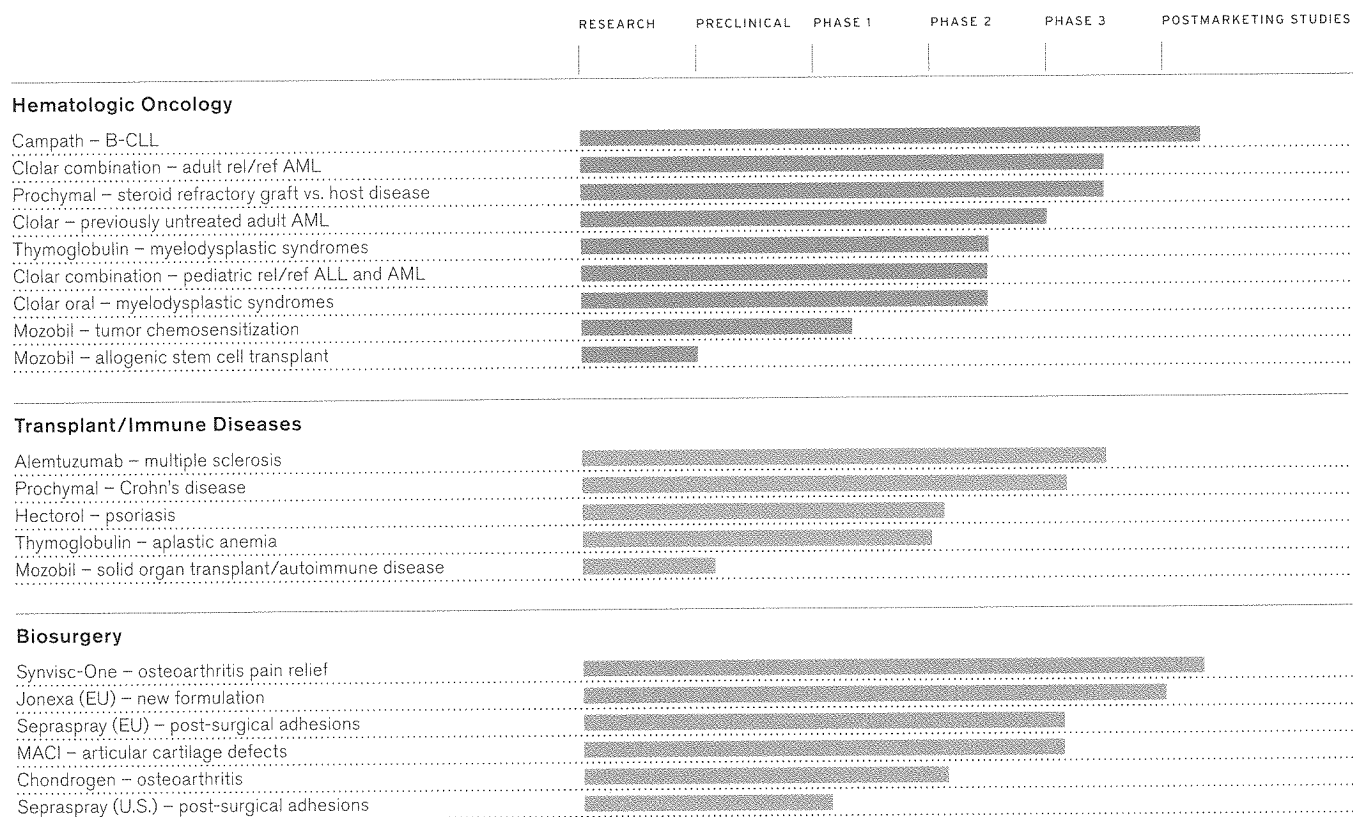 RESEARCH PRECLINICAL PHASE 1 PHASE 2 PHASE 3 POSTMARKETING STUDIES
Hematologic Oncology
Campath – B-CLL
Clolar combination – adult rel/ref AML
Prochymal – steroid refractory graft vs. host disease
Clolar – previously untreated adult AML
Thymoglobulin – myelodysplastic syndromes
Clolar combination – pediatric rel/ref ALL and AML
Clolar oral – myelodysplastic syndromes
Mozobil – tumor chemosensitization
Mozobil – allogenic stem cell transplant
Transplant/Immune Diseases
Alemtuzumab – multiple sclerosis
Prochymal – Crohn's disease
Hectorol – psoriasis
Thymoglobulin – aplastic anemia
Mozobil – solid organ transplant/autoimmune disease
Biosurgery
Synvisc-One – osteoarthritis pain relief
Jonexa (EU) – new formulation
Sepraspray (EU) – post-surgical adhesions
MACI – articular cartilage defects
Chondrogen – osteoarthritis
Sepraspray (U.S.) – post-surgical adhesions